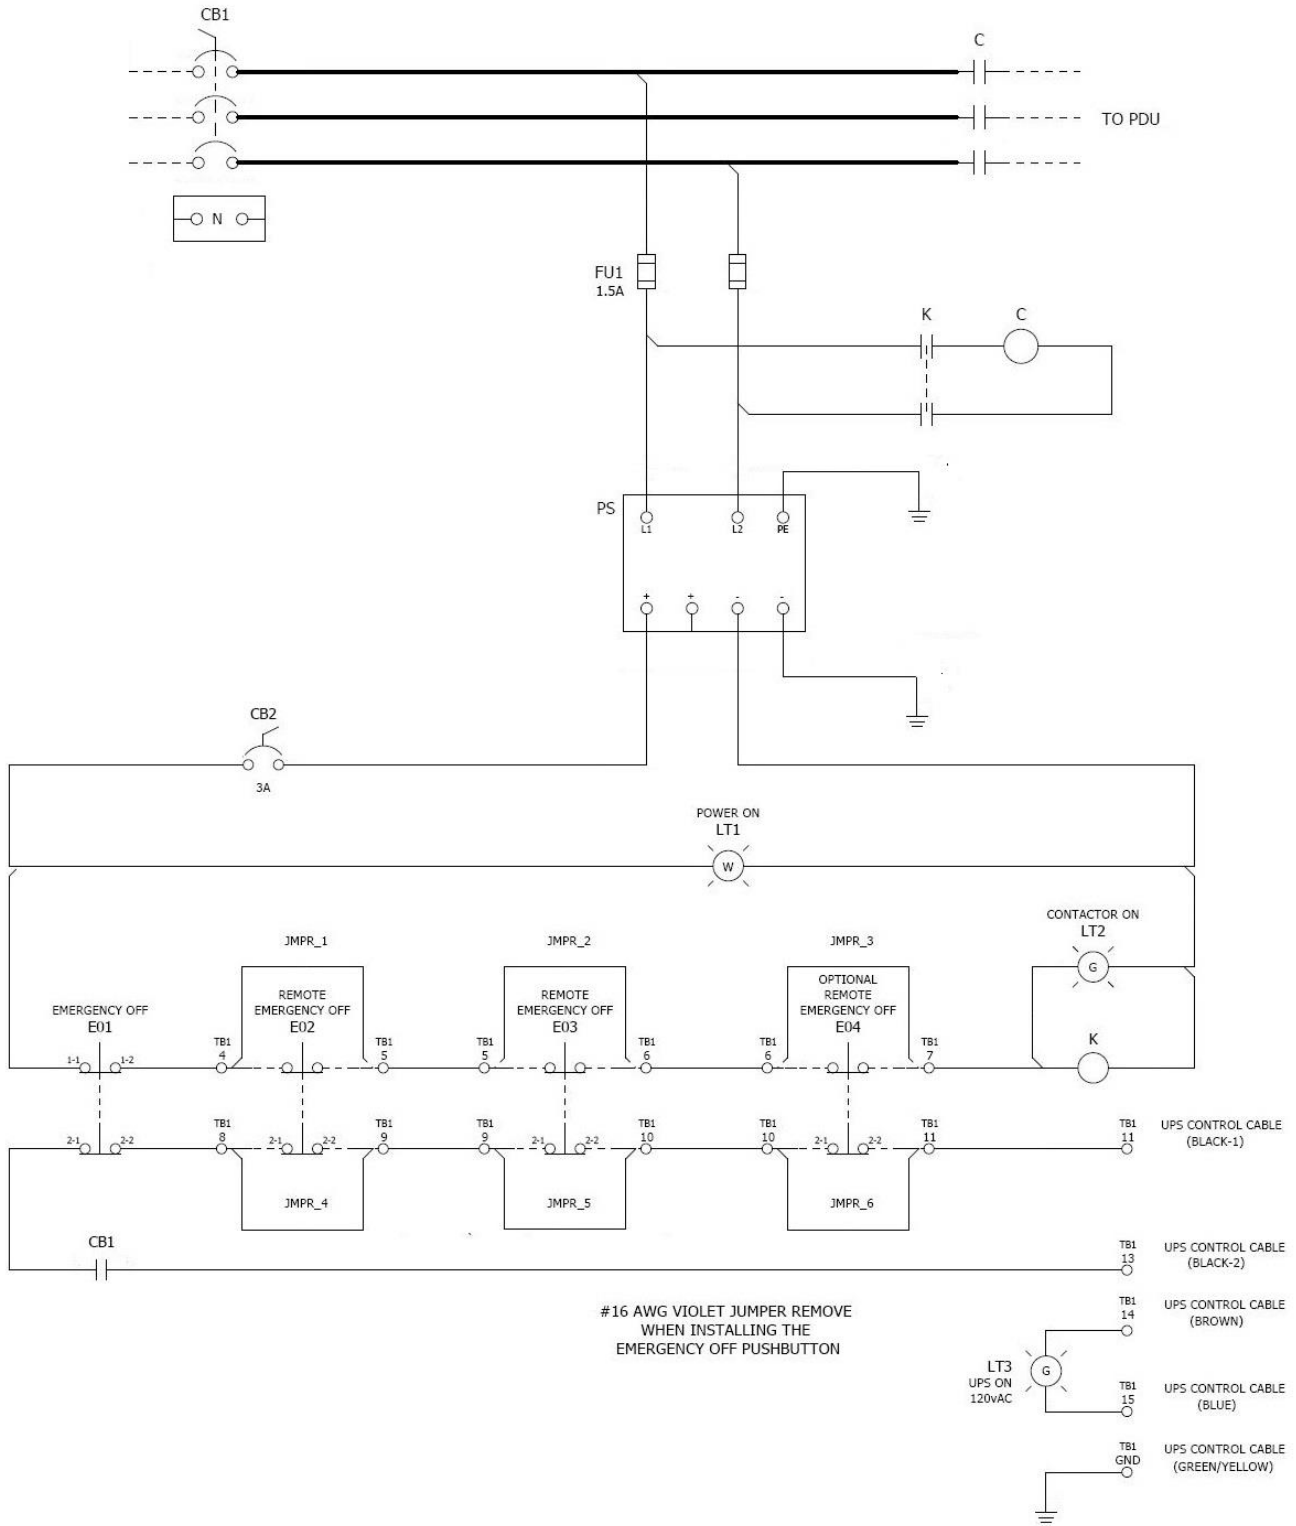 CB1
C
TO PDU
N
FU1
1.5A
K
C
PS
L1
L2
PE
+
+
-
-
CB2
3A
POWER ON
LT1
W
CONTACTOR ON
LT2
G
JMPR_1
JMPR_2
JMPR_3
EMERGENCY OFF
E01
REMOTE
EMERGENCY OFF
E02
REMOTE
EMERGENCY OFF
E03
OPTIONAL
REMOTE
EMERGENCY OFF
E04
K
1-1
1-2
TB1
4
TB1
5
TB1
5
TB1
6
TB1
6
TB1
7
2-1
2-2
TB1
8
2-1
2-2
TB1
9
TB1
9
2-1
2-2
TB1
10
TB1
10
2-1
2-2
TB1
11
TB1
11
UPS CONTROL CABLE
(BLACK-1)
JMPR_4
JMPR_5
JMPR_6
CB1
TB1
13
UPS CONTROL CABLE
(BLACK-2)
#16 AWG VIOLET JUMPER REMOVE
WHEN INSTALLING THE
EMERGENCY OFF PUSHBUTTON
TB1
14
UPS CONTROL CABLE
(BROWN)
LT3
UPS ON
120vAC
G
TB1
15
UPS CONTROL CABLE
(BLUE)
TB1
GND
UPS CONTROL CABLE
(GREEN/YELLOW)